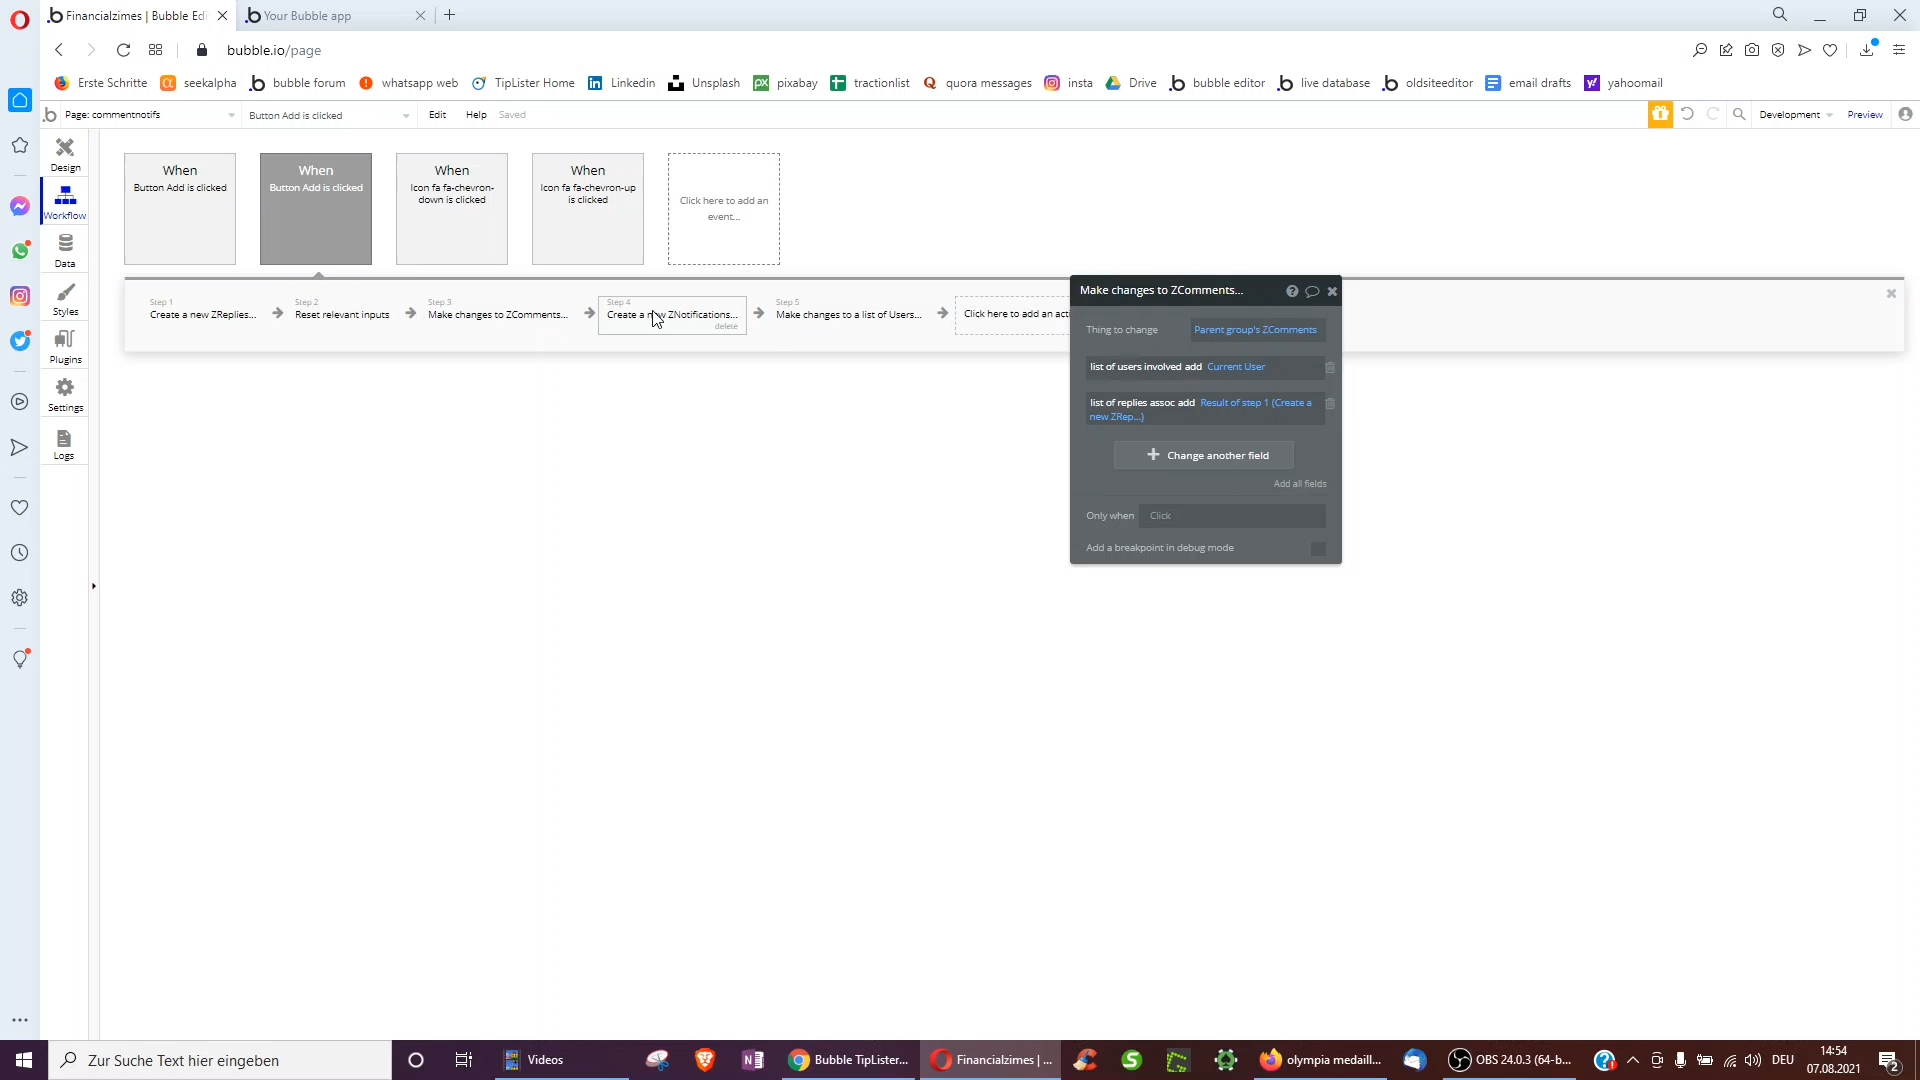 Financialzimes | Bubble Edi
Your Bubble app
bubble.io/page
Erste Schritte
seekalpha
bubble forum
whatsapp web
TipLister Home
Linkedin
Unsplash
pixabay
tractionlist
quora messages
insta
Drive
bubble editor
live database
oldsiteeditor
email drafts
yahoomail
Page: commentnotifs
Button Add is clicked
Edit
Help
Saved
Development
Preview
Design
Workflow
Data
Styles
Plugins
Settings
Logs
When
Button Add is clicked
When
Button Add is clicked
When
Icon fa fa-chevron-
down is clicked
When
Icon fa fa-chevron-up
is clicked
Click here to add an
event...
Step 1
Create a new ZReplies...
Step 2
Reset relevant inputs
Step 3
Make changes to ZComments...
Step 4
Create a new ZNotifications...
delete
Step 5
Make changes to a list of Users...
Click here to add an acti
Make changes to ZComments...
Thing to change
Parent group's ZComments
list of users involved add Current User
list of replies assoc add Result of step 1 (Create a
new ZRep...)
Change another field
Add all fields
Only when
Click
Add a breakpoint in debug mode
Zur Suche Text hier eingeben
Videos
Bubble TipLister...
Financialzimes | ...
olympia medaill...
OBS 24.0.3 (64-b...
DEU
14:54
07.08.2021
2